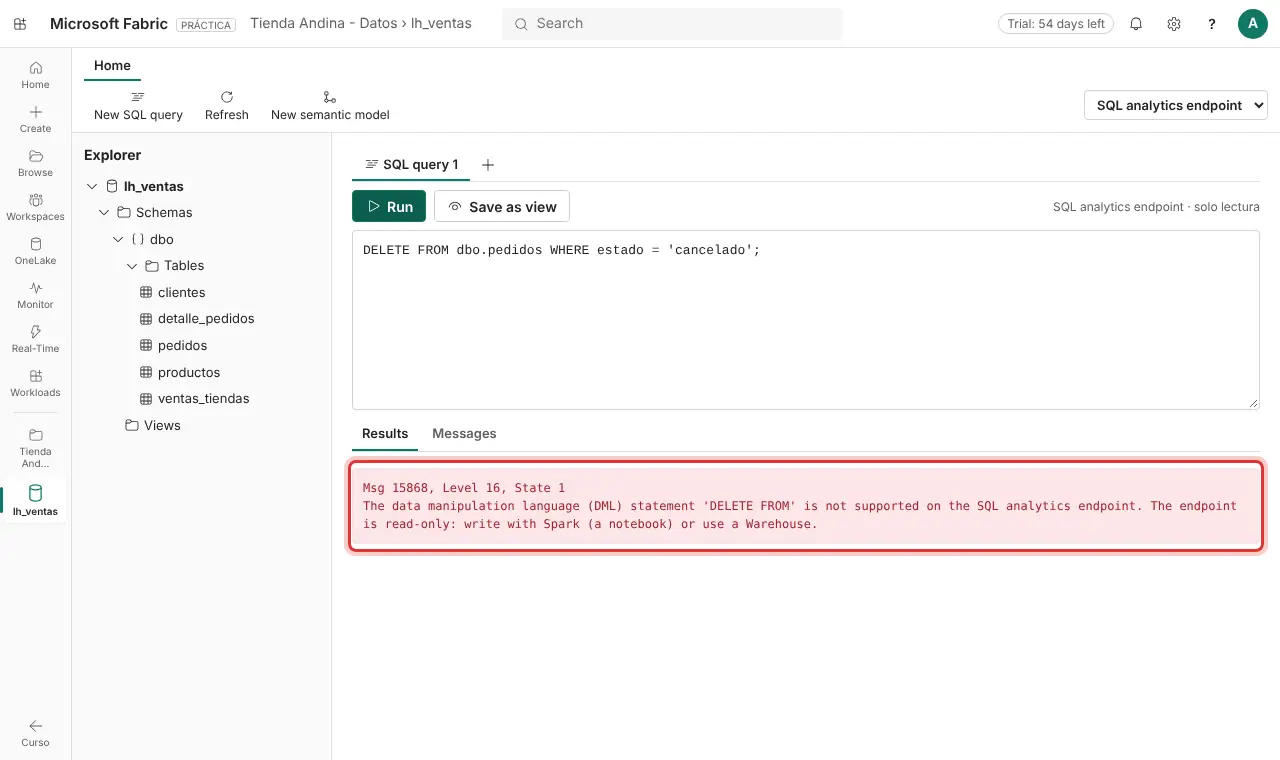 Microsoft Fabric PRÁCTICA Tienda Andina - Datos › lh_ventas
Search
Trial: 54 days left
?
A
Home
Create
Browse
Workspaces
OneLake
Monitor
Real-Time
Workloads
Tienda
And...
lh_ventas
Curso
Home
New SQL query
Refresh
New semantic model
SQL analytics endpoint
Explorer
lh_ventas
Schemas
dbo
Tables
clientes
detalle_pedidos
pedidos
productos
ventas_tiendas
Views
SQL query 1
Run
Save as view
SQL analytics endpoint · solo lectura
DELETE FROM dbo.pedidos WHERE estado = 'cancelado';
Results
Messages
Msg 15868, Level 16, State 1
The data manipulation language (DML) statement 'DELETE FROM' is not supported on the SQL analytics endpoint. The endpoint
is read-only: write with Spark (a notebook) or use a Warehouse.